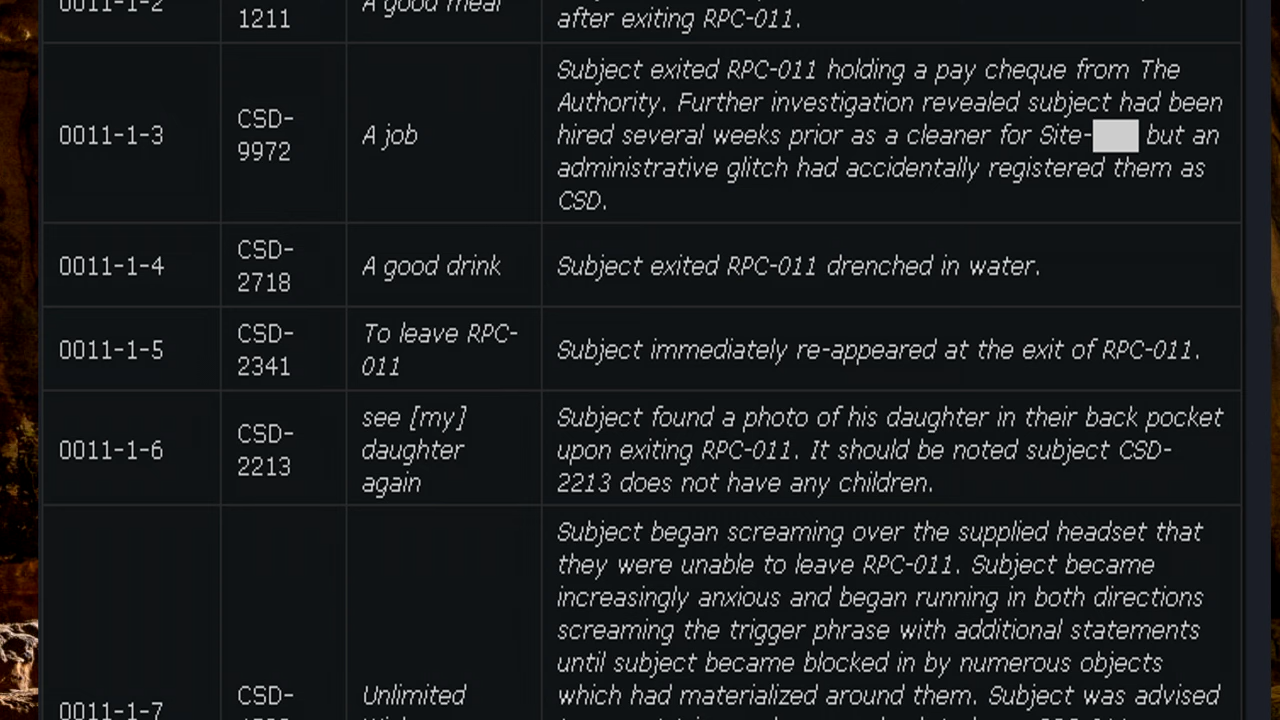 0011-1-2
1211
A good meal
after exiting RPC-011.
0011-1-3
CSD-
9972
A job
Subject exited RPC-011 holding a pay cheque from The
Authority. Further investigation revealed subject had been
hired several weeks prior as a cleaner for Site-███ but an
administrative glitch had accidentally registered them as
CSD.
0011-1-4
CSD-
2718
A good drink
Subject exited RPC-011 drenched in water.
0011-1-5
CSD-
2341
To leave RPC-
011
Subject immediately re-appeared at the exit of RPC-011.
0011-1-6
CSD-
2213
see [my]
daughter
again
Subject found a photo of his daughter in their back pocket
upon exiting RPC-011. It should be noted subject CSD-
2213 does not have any children.
0011-1-7
CSD-
Unlimited
Subject began screaming over the supplied headset that
they were unable to leave RPC-011. Subject became
increasingly anxious and began running in both directions
screaming the trigger phrase with additional statements
until subject became blocked in by numerous objects
which had materialized around them. Subject was advised